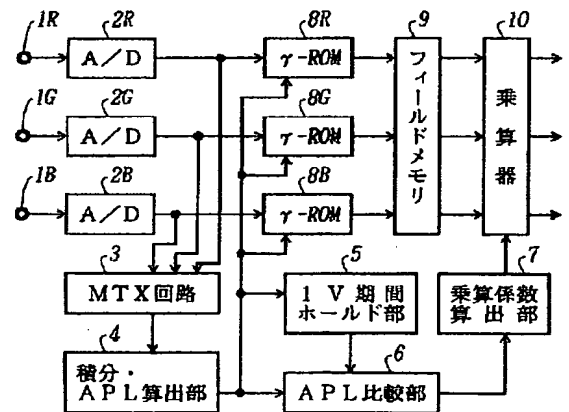 1R 2R 8R 9 10
A/D γ-ROM
1G 2G 8G
A/D γ-ROM
フィールドメモリ
乗算器
1B 2B 8B
A/D γ-ROM
3 5 7
MTX回路
1V期間
ホールド部
乗算係数
算出部
4 6
積分・
APL算出部
APL比較部